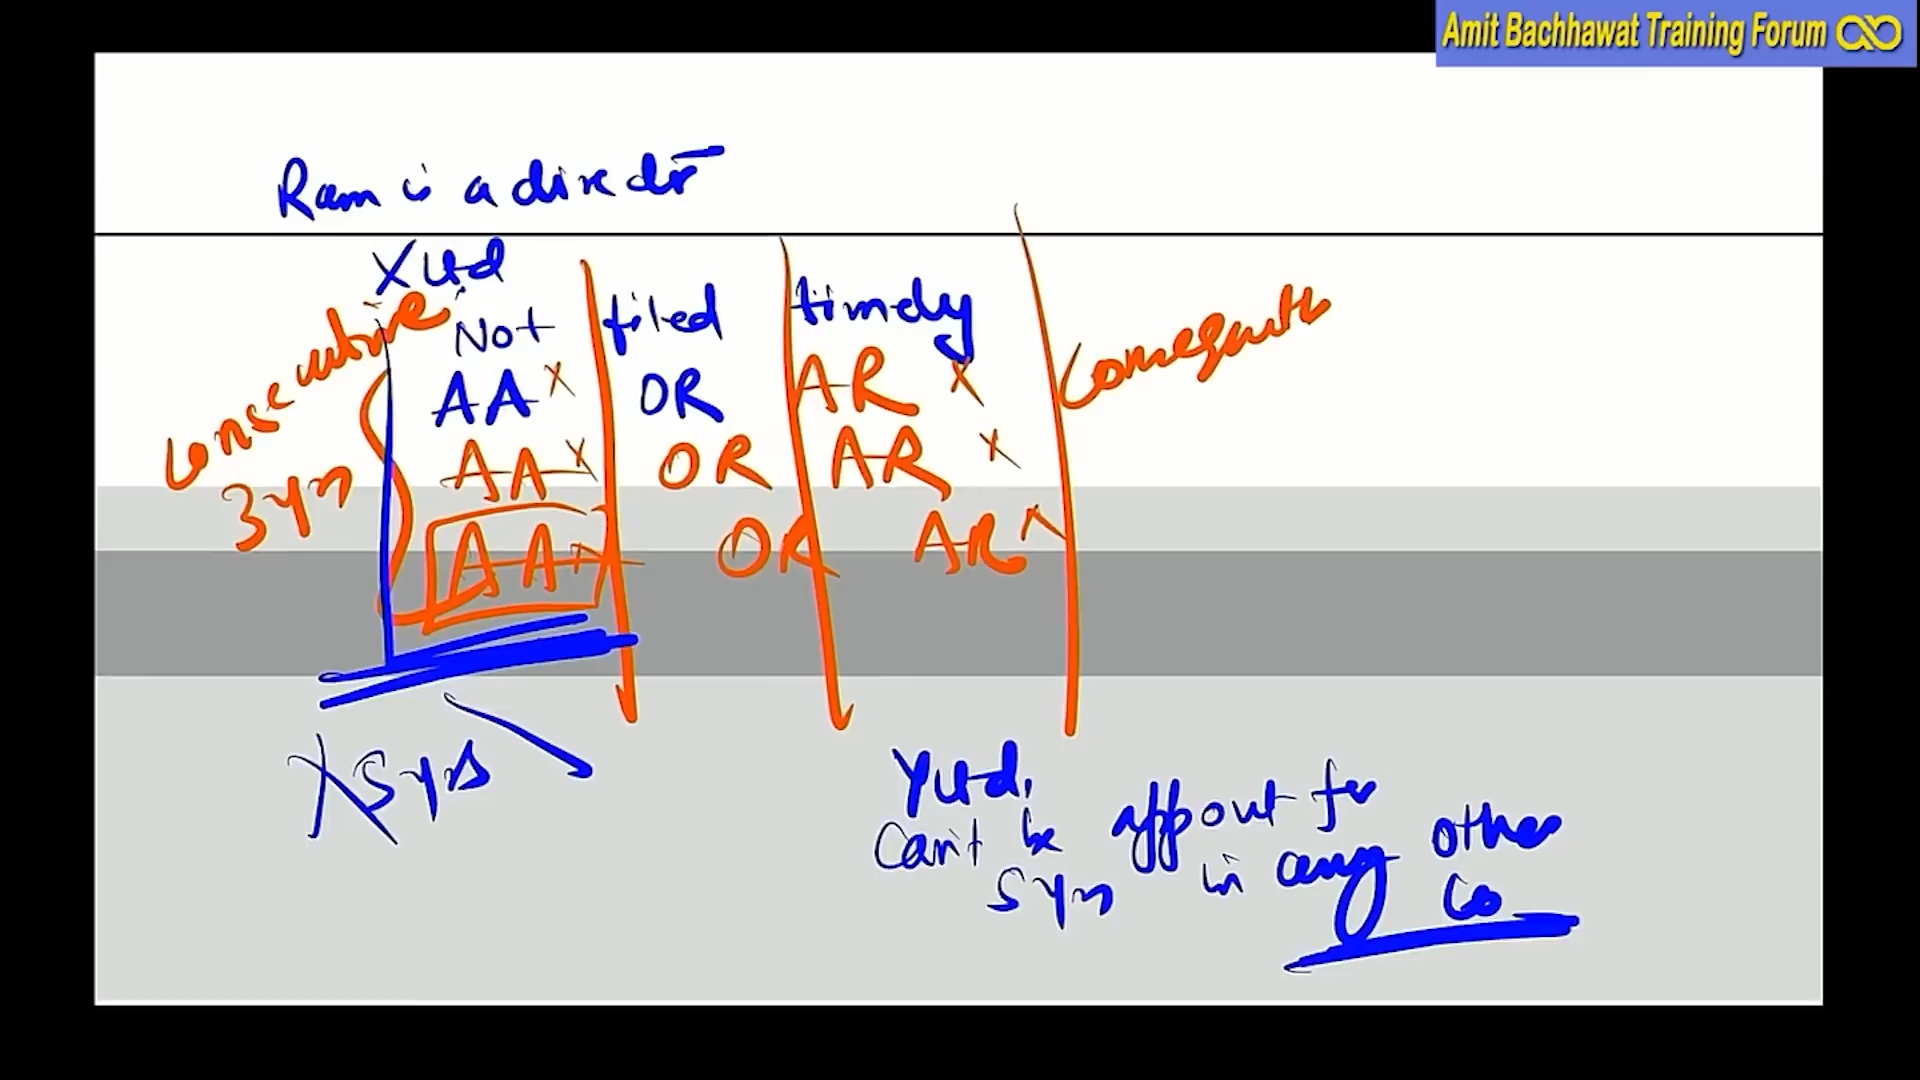 Amit Bachhawat Training Forum
Ram is a director
X Ltd
Not filed timely
consecutive
3 yrs
AA x OR AR x
AA x OR AR x
AA x OR AR x
X 5 yrs
Y Ltd.
Can't be appoint for
5 yrs in any other
Co